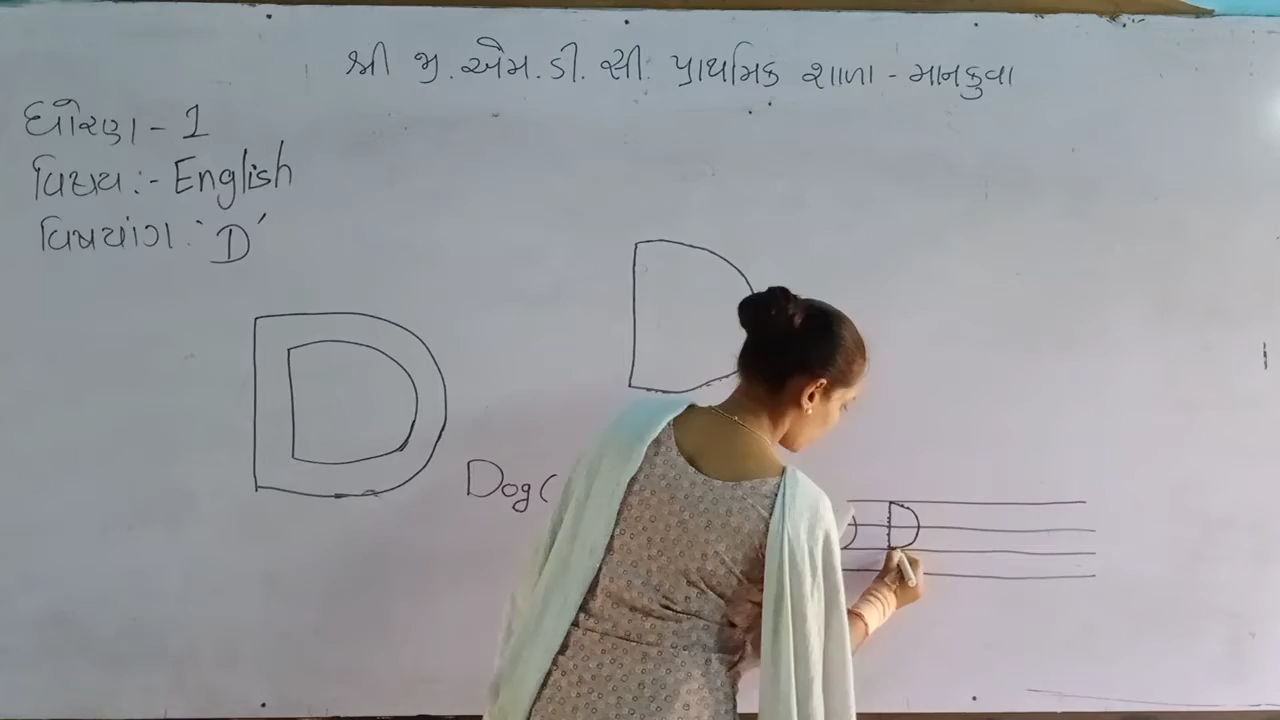 શ્રી જી. એમ. ડી. સી. પ્રાથમિક શાળા - માનકુવા
ધોરણ - 1
વિષય :- English
વિષયાંગ : 'D'
D
D
Dog (
D